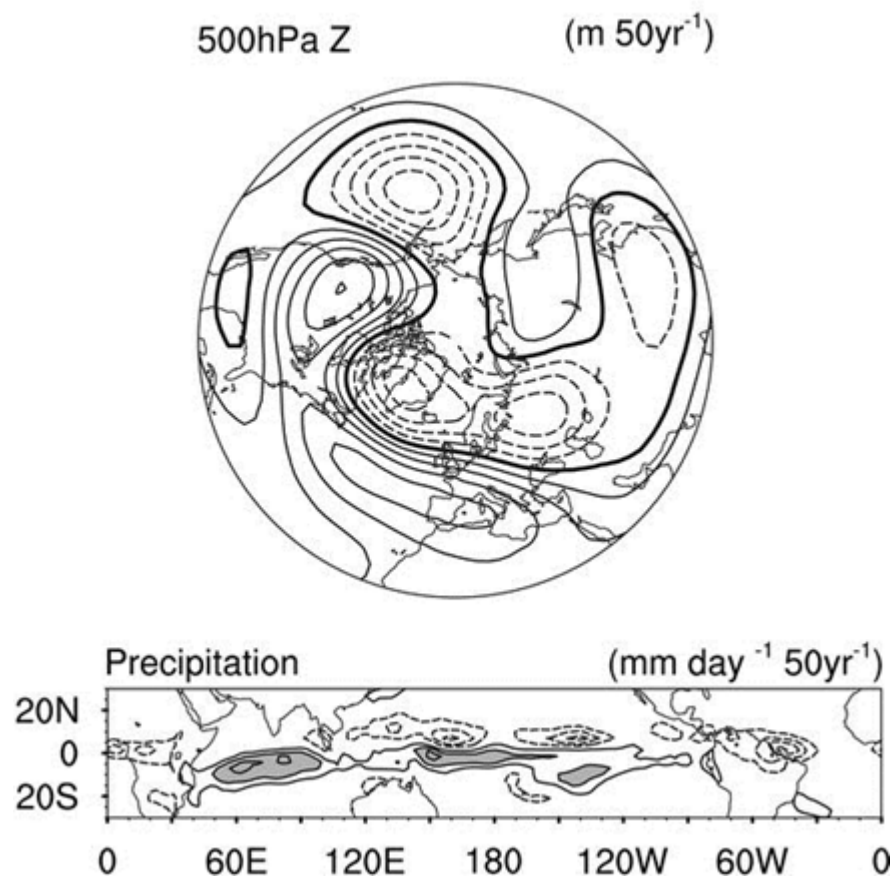 500hPa Z (m 50yr⁻¹)
Precipitation (mm day ⁻¹ 50yr⁻¹)
20N
0
20S
0 60E 120E 180 120W 60W 0